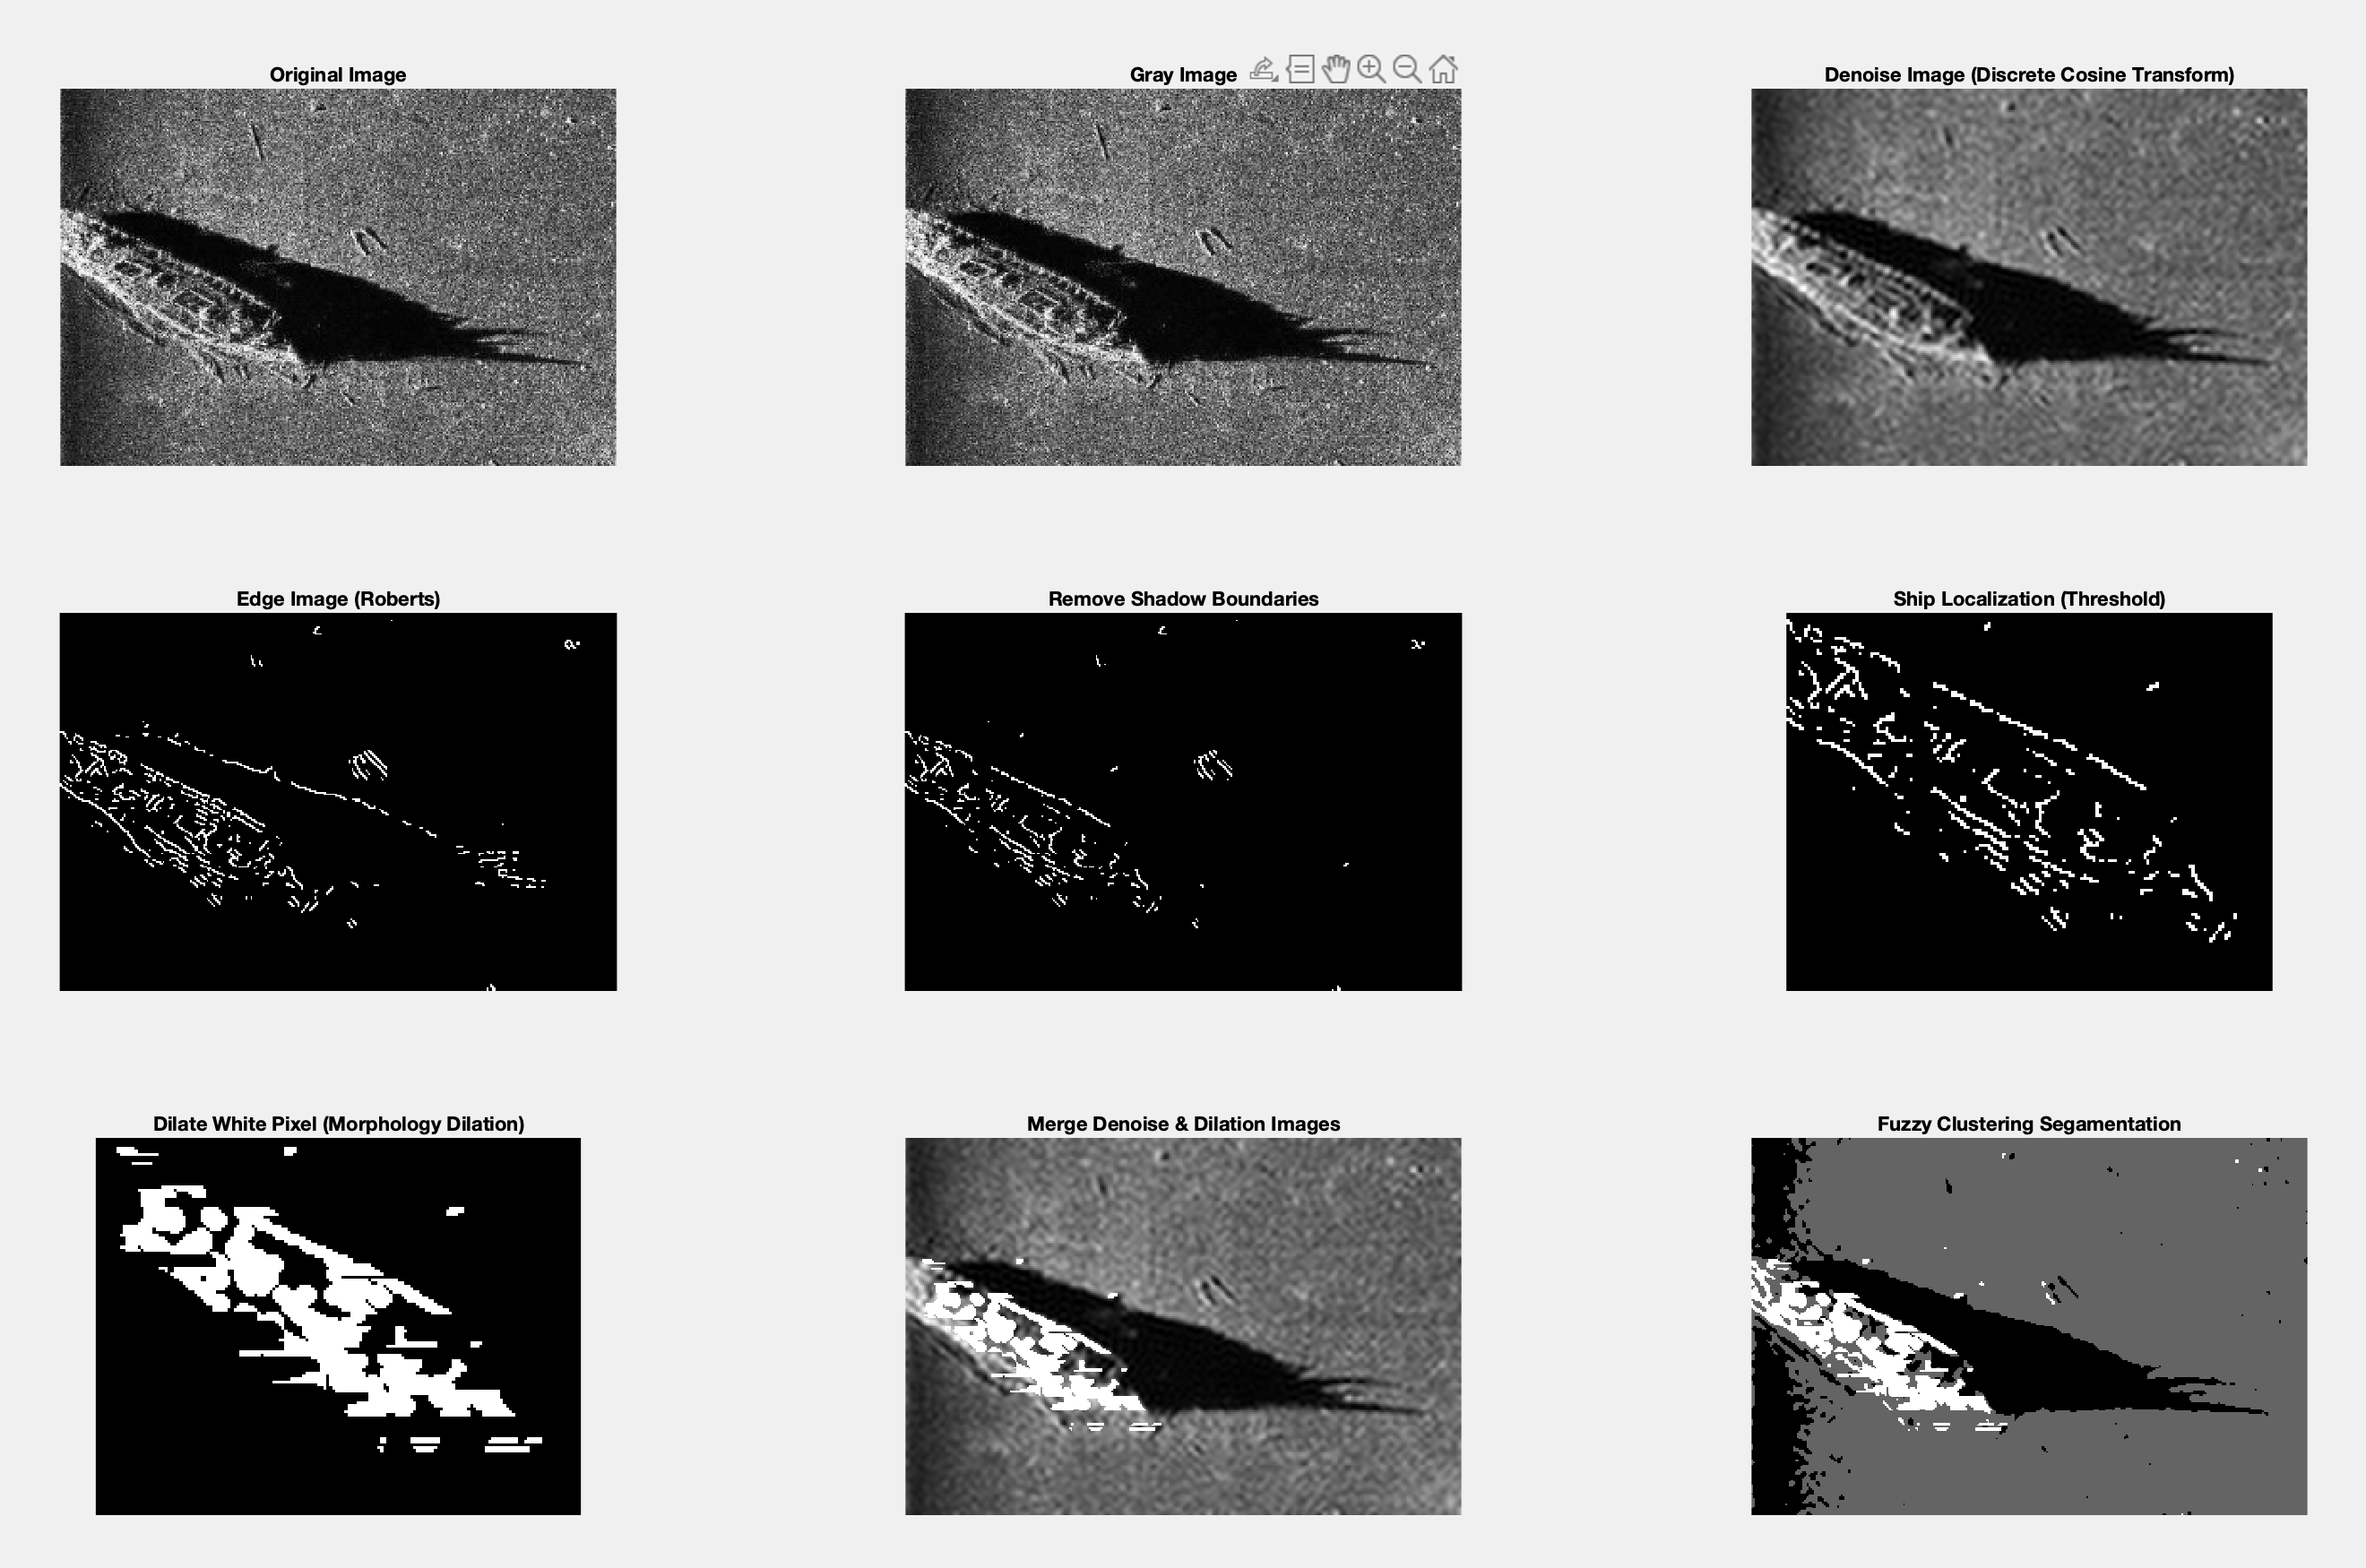 Original Image
Gray Image
Denoise Image (Discrete Cosine Transform)
Edge Image (Roberts)
Remove Shadow Boundaries
Ship Localization (Threshold)
Dilate White Pixel (Morphology Dilation)
Merge Denoise & Dilation Images
Fuzzy Clustering Segamentation